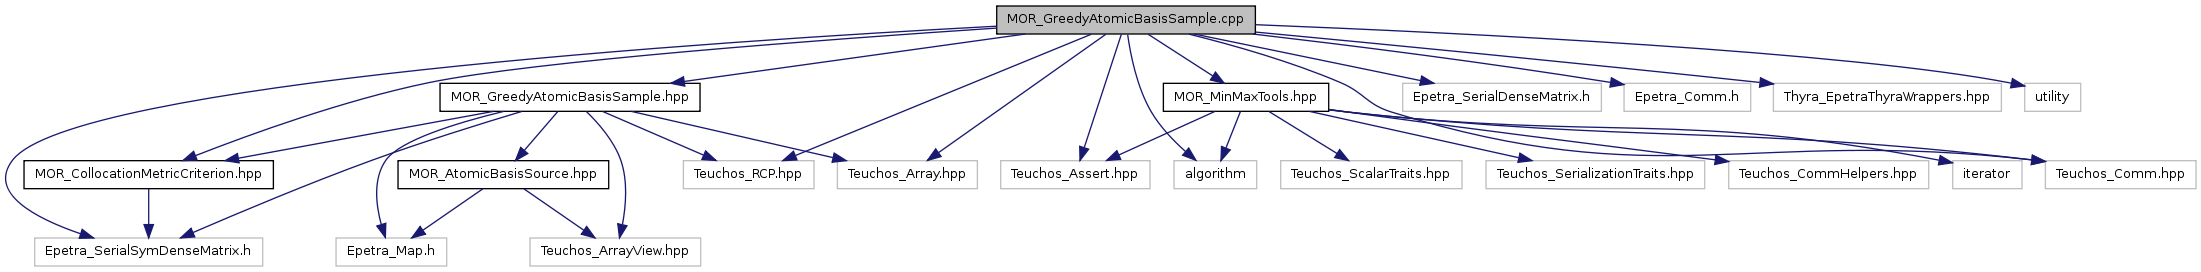 MOR_GreedyAtomicBasisSample.cpp
MOR_GreedyAtomicBasisSample.hpp
MOR_MinMaxTools.hpp
Epetra_SerialDenseMatrix.h
Epetra_Comm.h
Thyra_EpetraThyraWrappers.hpp
utility
MOR_CollocationMetricCriterion.hpp
MOR_AtomicBasisSource.hpp
Teuchos_RCP.hpp
Teuchos_Array.hpp
Teuchos_Assert.hpp
algorithm
Teuchos_ScalarTraits.hpp
Teuchos_SerializationTraits.hpp
Teuchos_CommHelpers.hpp
iterator
Teuchos_Comm.hpp
Epetra_SerialSymDenseMatrix.h
Epetra_Map.h
Teuchos_ArrayView.hpp